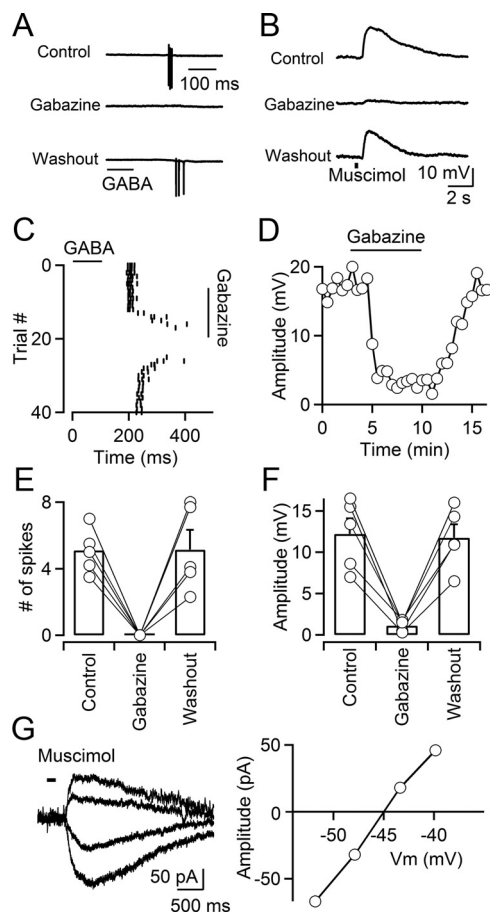 A
Control
100 ms
Gabazine
Washout
GABA
B
Control
Gabazine
Washout
Muscimol
10 mV
2 s
C
GABA
0
20
40
Trial #
Gabazine
0
200
400
Time (ms)
D
Gabazine
20
10
0
Amplitude (mV)
0
5
10
15
Time (min)
E
8
4
0
# of spikes
Control
Gabazine
Washout
F
15
10
5
0
Amplitude (mV)
Control
Gabazine
Washout
G
Muscimol
50 pA
500 ms
50
0
-50
Amplitude (pA)
-50
-45
-40
Vm (mV)